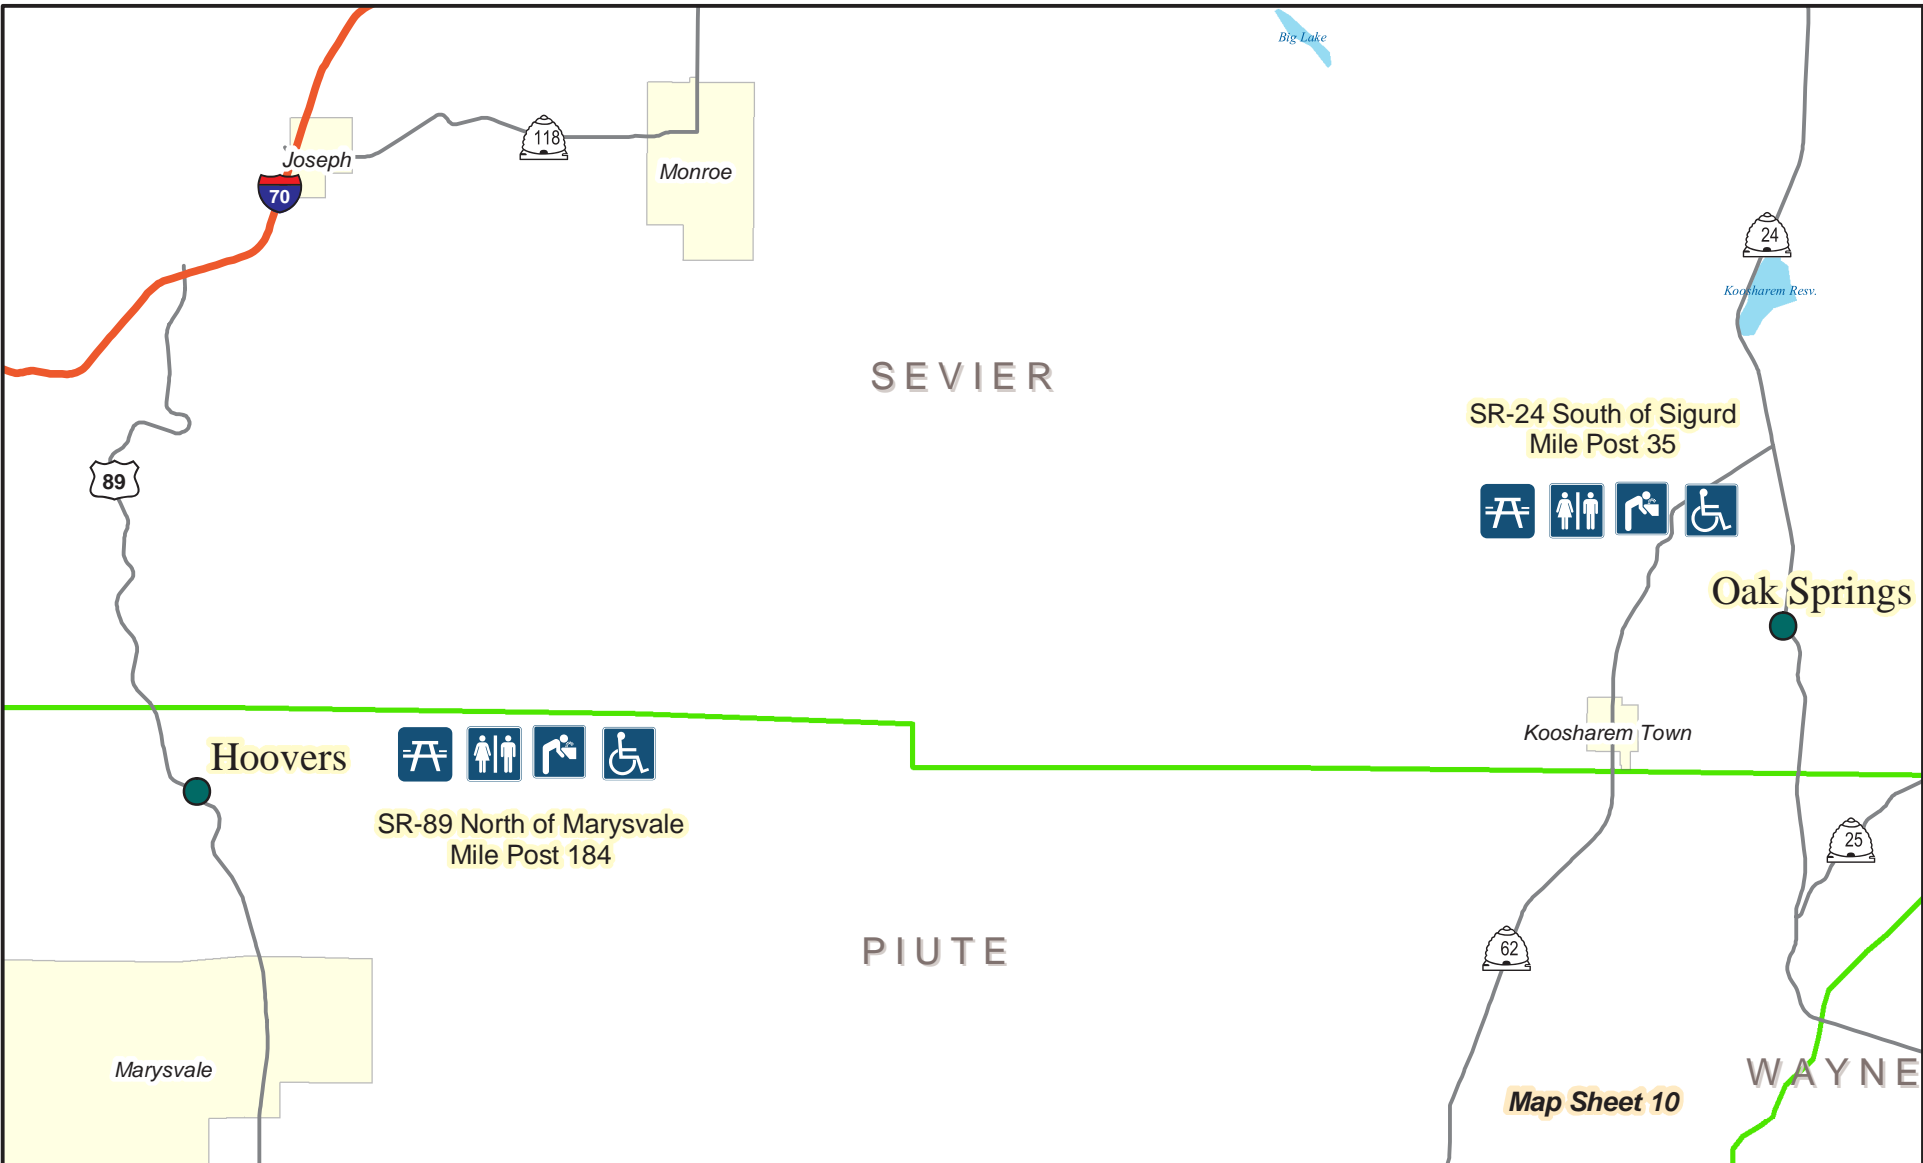 Big Lake
118
Joseph
Monroe
70
24
Koosharem Resv.
SEVIER
SR-24 South of Sigurd
Mile Post 35
89
Oak Springs
Koosharem Town
Hoovers
SR-89 North of Marysvale
Mile Post 184
25
PIUTE
62
Marysvale
WAYNE
Map Sheet 10